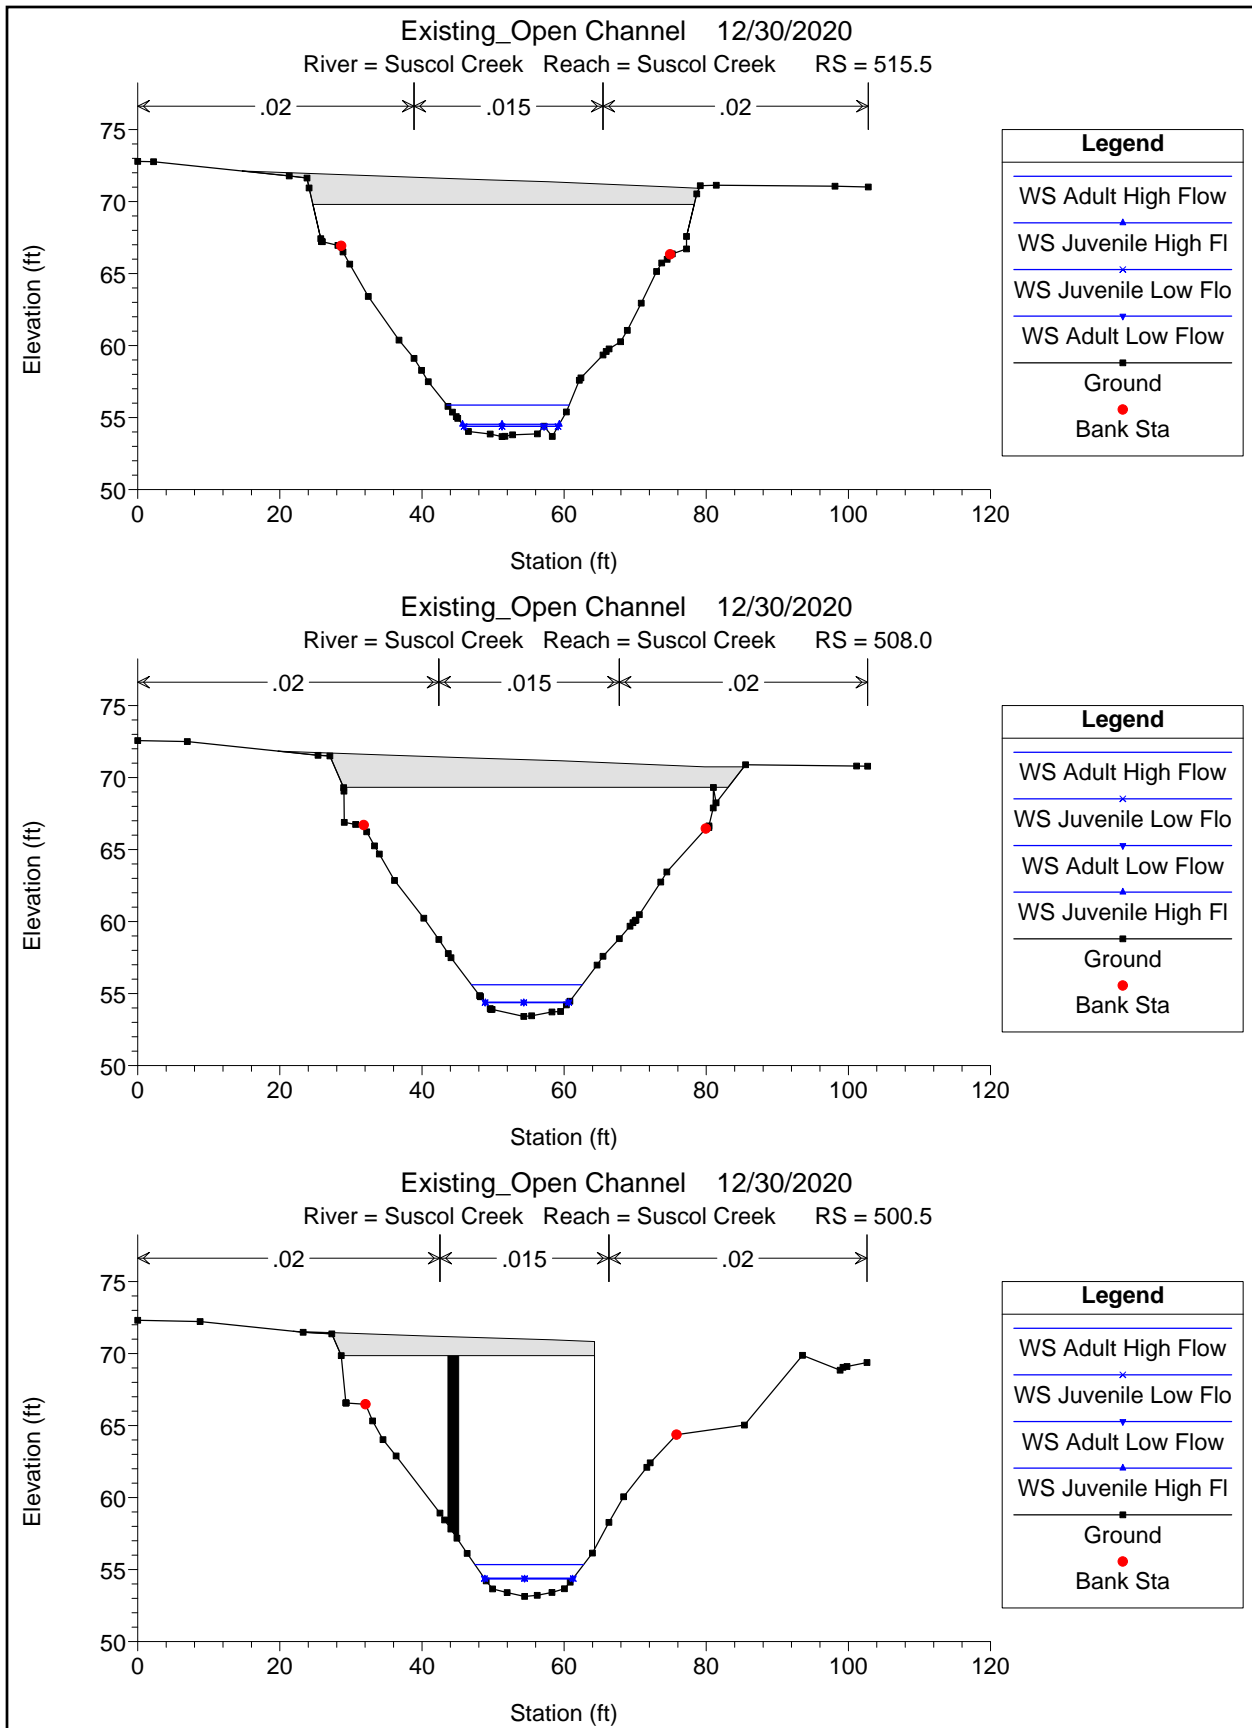 Existing_Open Channel 12/30/2020
River = Suscol Creek Reach = Suscol Creek RS = 515.5
.02 .015 .02
75
70
65
60
55
50
Elevation (ft)
0 20 40 60 80 100 120
Station (ft)
Legend
WS Adult High Flow
WS Juvenile High Fl
WS Juvenile Low Flo
WS Adult Low Flow
Ground
Bank Sta
Existing_Open Channel 12/30/2020
River = Suscol Creek Reach = Suscol Creek RS = 508.0
.02 .015 .02
75
70
65
60
55
50
Elevation (ft)
0 20 40 60 80 100 120
Station (ft)
Legend
WS Adult High Flow
WS Juvenile Low Flo
WS Adult Low Flow
WS Juvenile High Fl
Ground
Bank Sta
Existing_Open Channel 12/30/2020
River = Suscol Creek Reach = Suscol Creek RS = 500.5
.02 .015 .02
75
70
65
60
55
50
Elevation (ft)
0 20 40 60 80 100 120
Station (ft)
Legend
WS Adult High Flow
WS Juvenile Low Flo
WS Adult Low Flow
WS Juvenile High Fl
Ground
Bank Sta